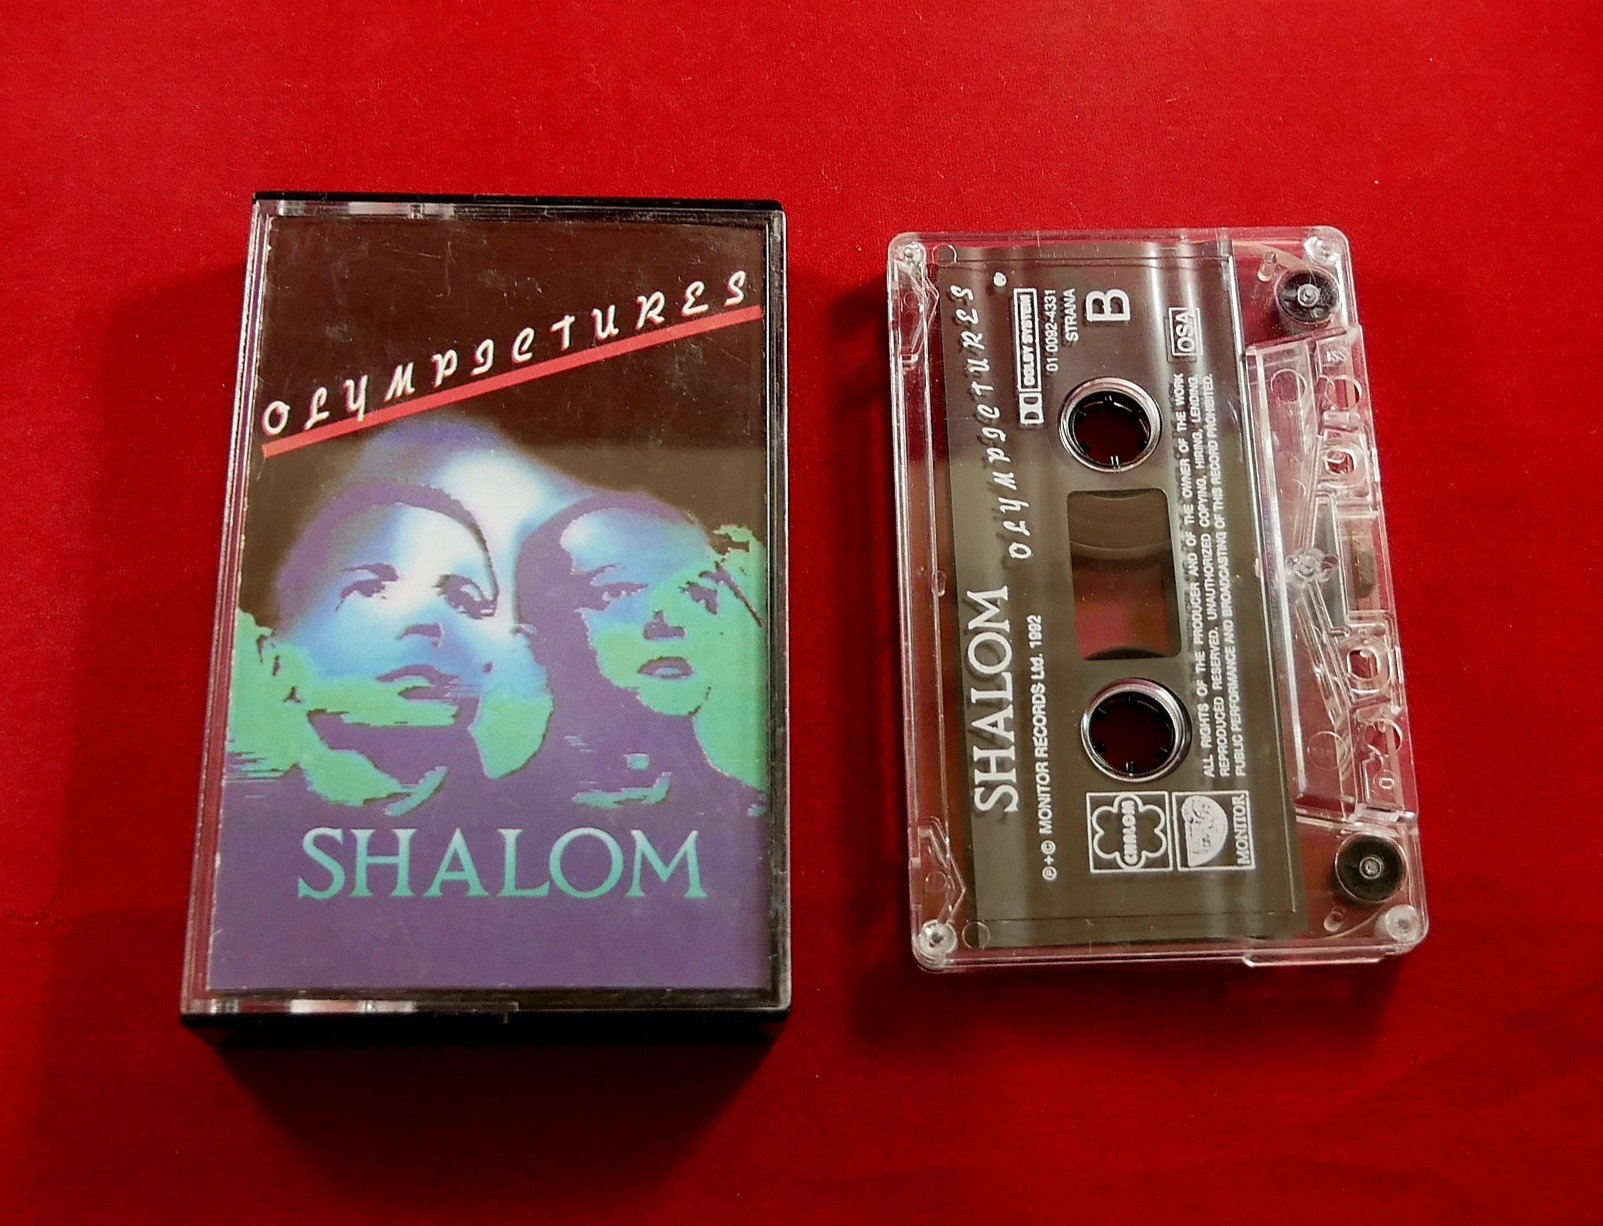 OLYMPICTURES
SHALOM
SHALOM OLYMPICTURES
DOLBY SYSTEM
01 0092-4331
STRANA
B
℗+© MONITOR RECORDS Ltd. 1992
OSA
ALL RIGHTS OF THE PRODUCER AND OF THE OWNER OF THE WORK
REPRODUCED RESERVED. UNAUTHORIZED COPYING, HIRING, LENDING,
PUBLIC PERFORMANCE AND BROADCASTING OF THIS RECORD PROHIBITED.
MONITOR